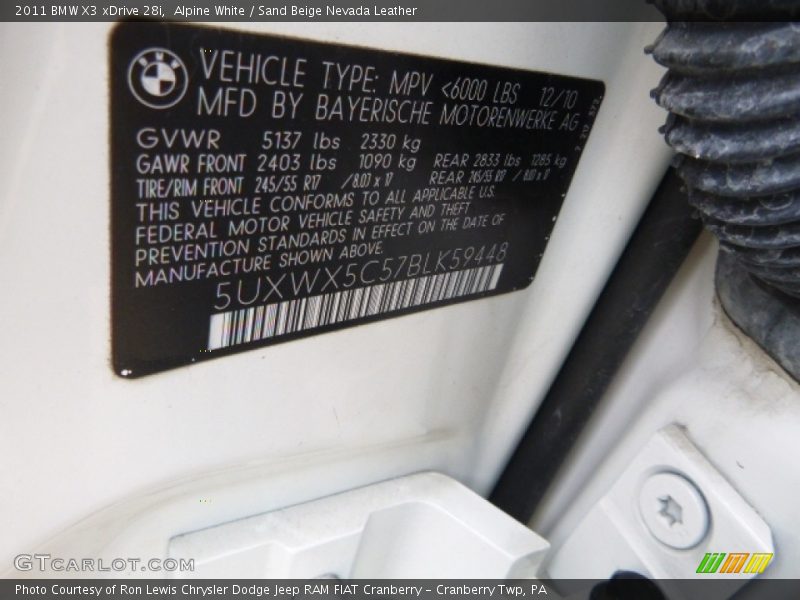 2011 BMW X3 xDrive 28i, Alpine White / Sand Beige Nevada Leather
BMW
VEHICLE TYPE: MPV <6000 LBS 12/10
MFD BY BAYERISCHE MOTORENWERKE AG
GVWR 5137 lbs 2330 kg
GAWR FRONT 2403 lbs 1090 kg REAR 2833 lbs 1285 kg
TIRE/RIM FRONT 245/55 R17 /8.0J x 17 REAR 245/55 R17 / 8.0J x 17
THIS VEHICLE CONFORMS TO ALL APPLICABLE U.S.
FEDERAL MOTOR VEHICLE SAFETY AND THEFT
PREVENTION STANDARDS IN EFFECT ON THE DATE OF
MANUFACTURE SHOWN ABOVE.
5UXWX5C57BLK59448
GTCARLOT.COM
Photo Courtesy of Ron Lewis Chrysler Dodge Jeep RAM FIAT Cranberry – Cranberry Twp, PA